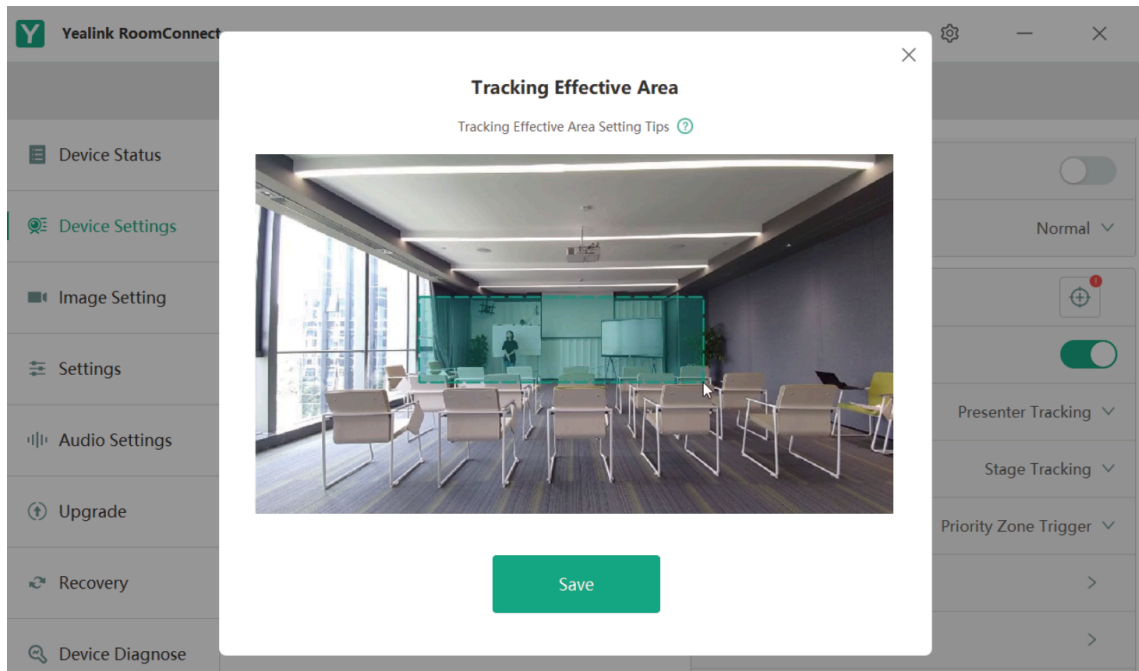 Yealink RoomConnect
Tracking Effective Area
Tracking Effective Area Setting Tips ?
Device Status
Device Settings
Normal
Image Setting
Settings
Presenter Tracking
Audio Settings
Stage Tracking
Upgrade
Priority Zone Trigger
Save
Recovery
Device Diagnose